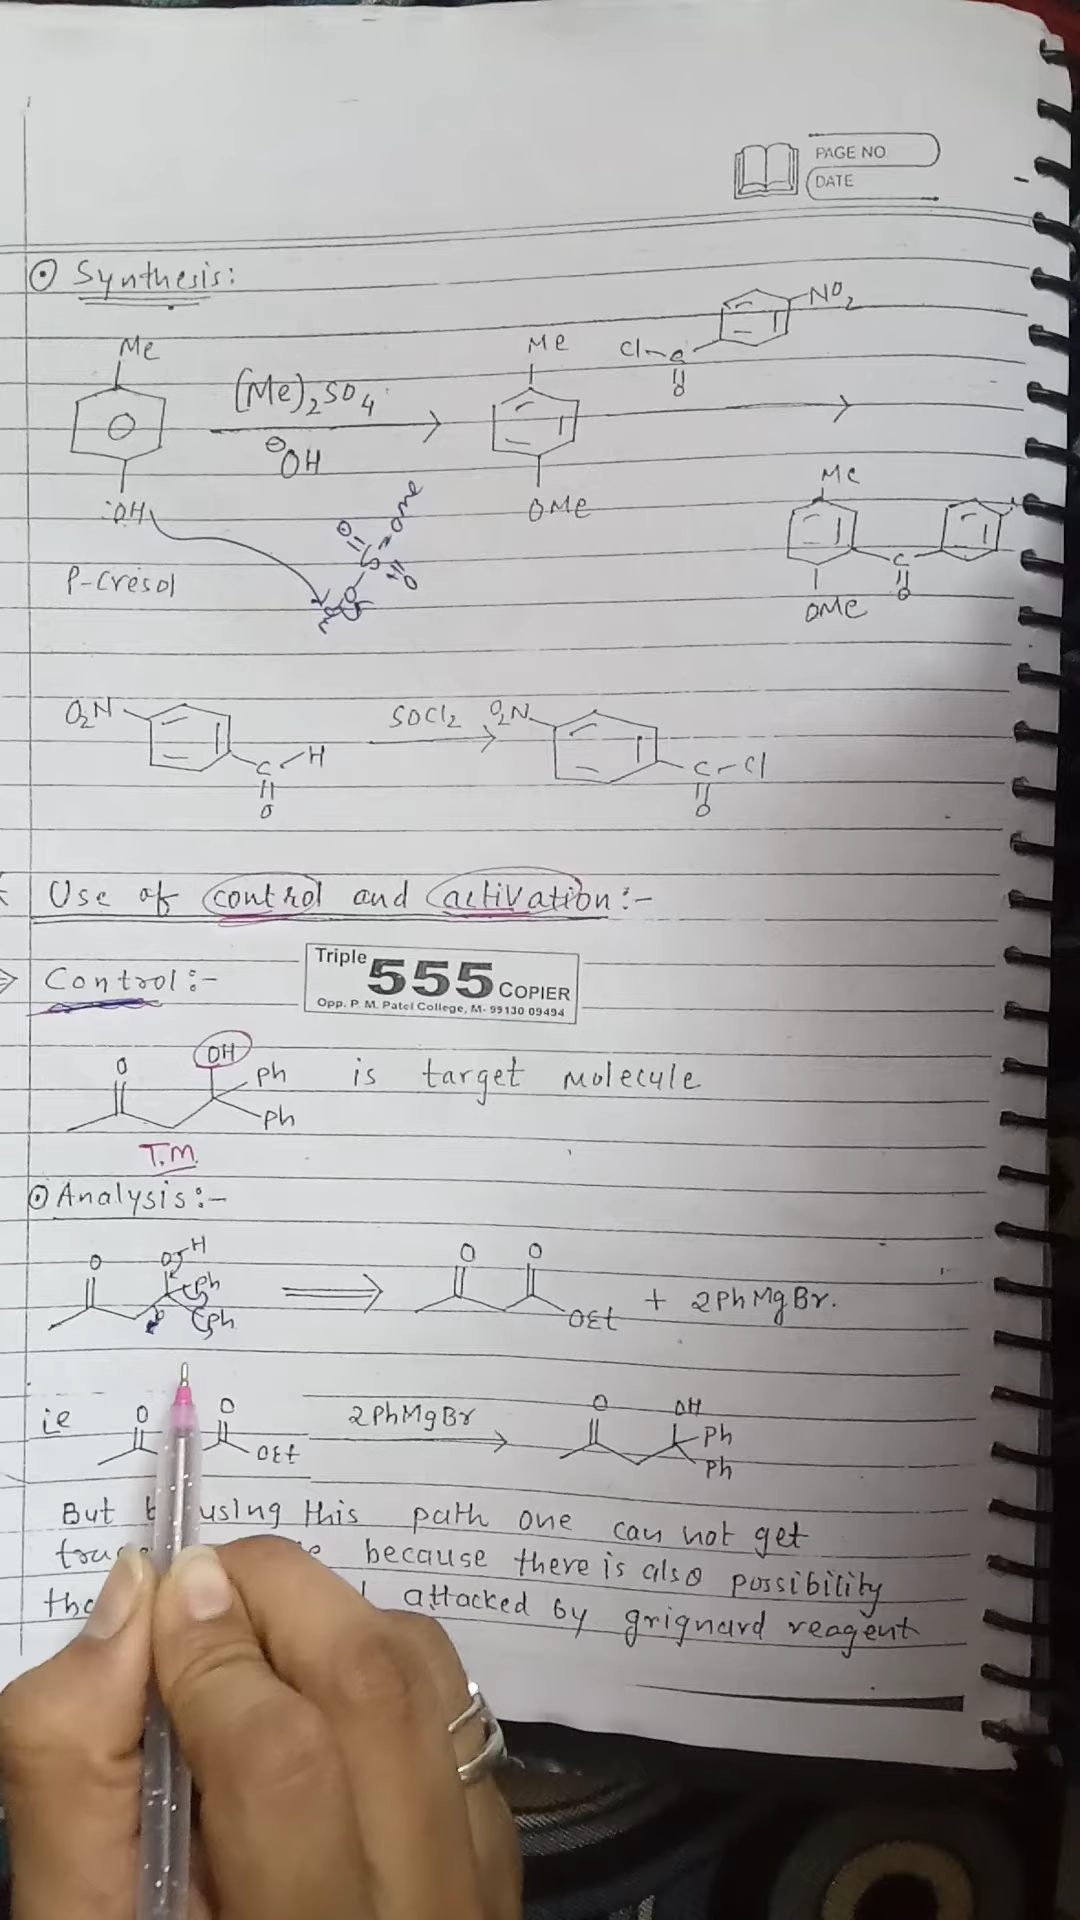 PAGE NO
DATE
Synthesis:
Me
(Me)₂SO₄
⊖OH
:OH
P-Cresol
O
S
O
O
Me
OMe
Cl-C
O
NO₂
Me
C
O
OMe
O₂N
C-H
O
SOCl₂
O₂N
C-Cl
O
Use of control and activation:-
Triple 555 COPIER
Opp. P. M. Patel College, M- 99130 09494
Control:-
O
OH
Ph
Ph
is target molecule
T.M.
Analysis:-
O
O H
Ph
Ph
O O
OEt
+ 2PhMgBr.
ie
O O
OEt
2PhMgBr
O OH
Ph
Ph
But using this path one can not get
because there is also possibility
attacked by grignard reagent